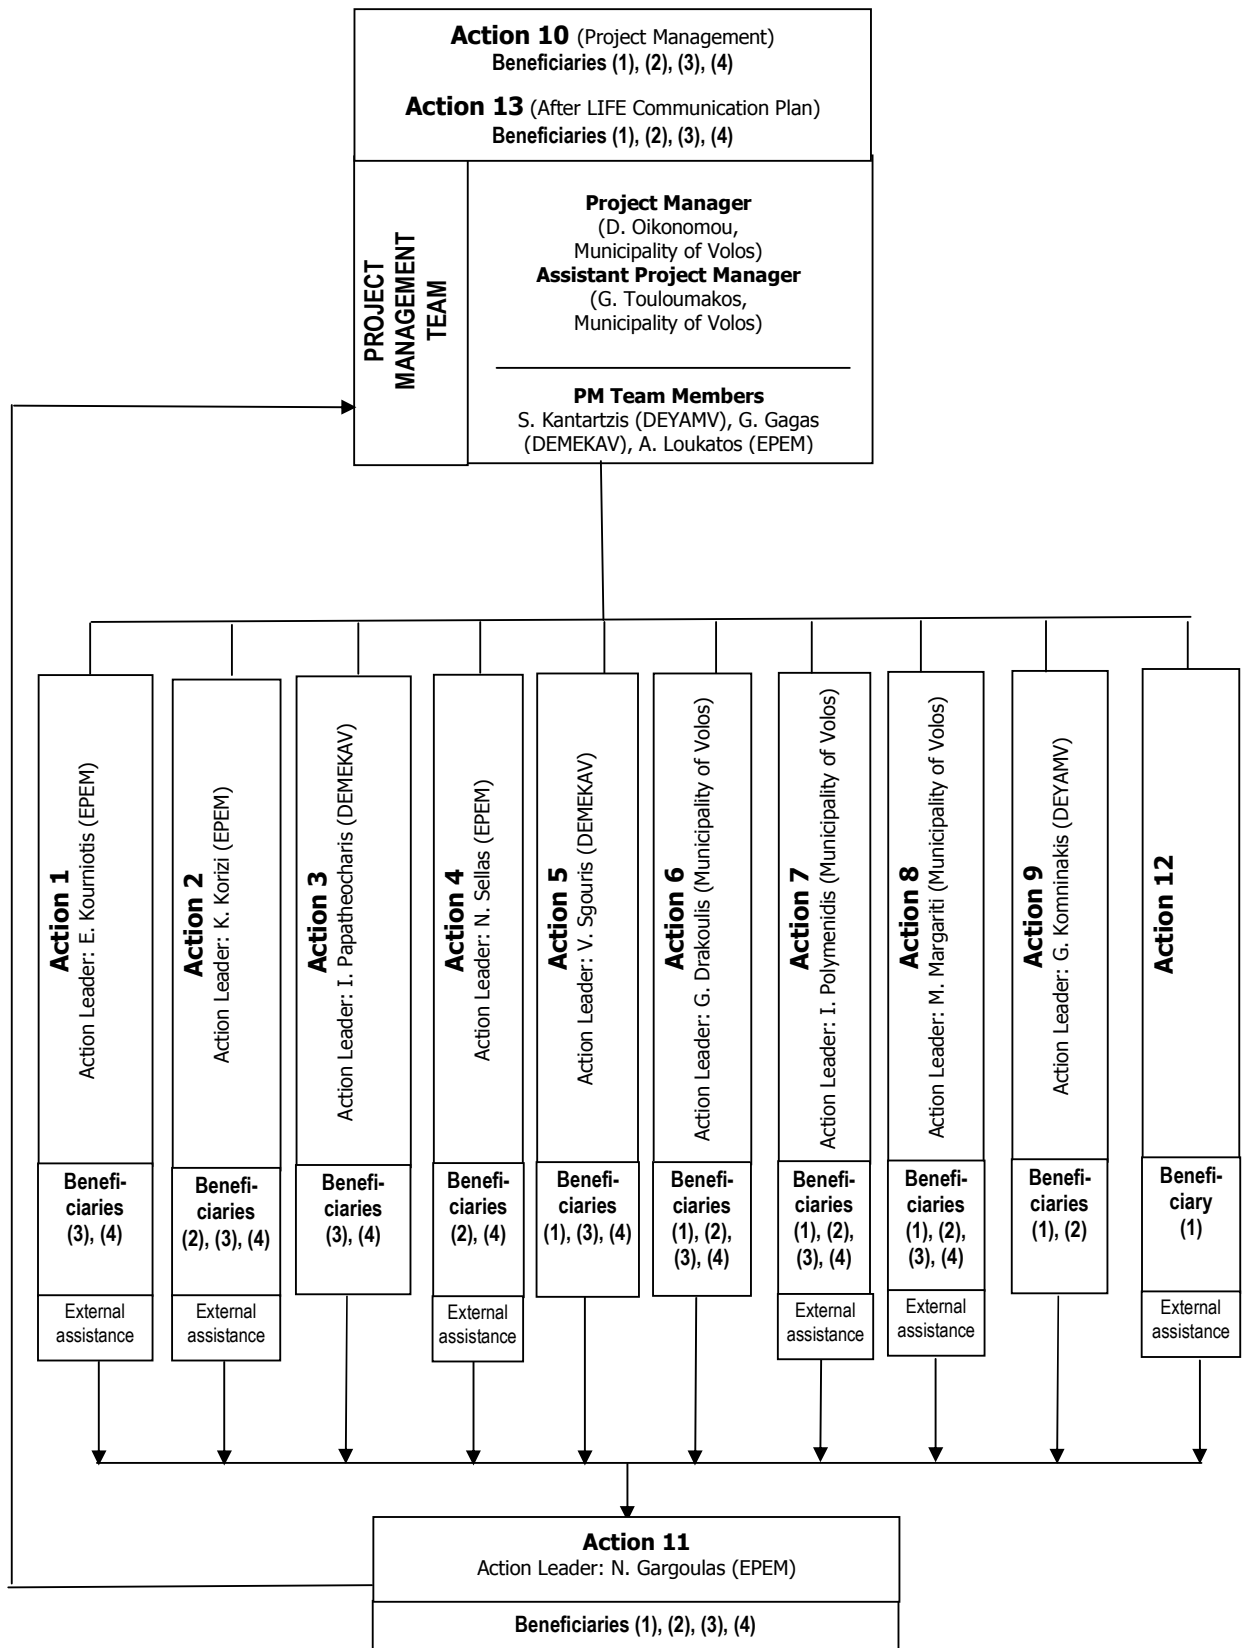 Action 10 (Project Management)
Beneficiaries (1), (2), (3), (4)
Action 13 (After LIFE Communication Plan)
Beneficiaries (1), (2), (3), (4)
PROJECT
MANAGEMENT
TEAM
Project Manager
(D. Oikonomou,
Municipality of Volos)
Assistant Project Manager
(G. Touloumakos,
Municipality of Volos)
PM Team Members
S. Kantartzis (DEYAMV), G. Gagas
(DEMEKAV), A. Loukatos (EPEM)
Action 1
Action Leader: E. Kourniotis (EPEM)
Benefi-
ciaries
(3), (4)
External
assistance
Action 2
Action Leader: K. Korizi (EPEM)
Benefi-
ciaries
(2), (3), (4)
External
assistance
Action 3
Action Leader: I. Papatheocharis (DEMEKAV)
Benefi-
ciaries
(3), (4)
Action 4
Action Leader: N. Sellas (EPEM)
Benefi-
ciaries
(2), (4)
External
assistance
Action 5
Action Leader: V. Sgouris (DEMEKAV)
Benefi-
ciaries
(1), (3), (4)
Action 6
Action Leader: G. Drakoulis (Municipality of Volos)
Benefi-
ciaries
(1), (2),
(3), (4)
Action 7
Action Leader: I. Polymenidis (Municipality of Volos)
Benefi-
ciaries
(1), (2),
(3), (4)
External
assistance
Action 8
Action Leader: M. Margariti (Municipality of Volos)
Benefi-
ciaries
(1), (2),
(3), (4)
External
assistance
Action 9
Action Leader: G. Komninakis (DEYAMV)
Benefi-
ciaries
(1), (2)
Action 12
Benefi-
ciary
(1)
External
assistance
Action 11
Action Leader: N. Gargoulas (EPEM)
Beneficiaries (1), (2), (3), (4)